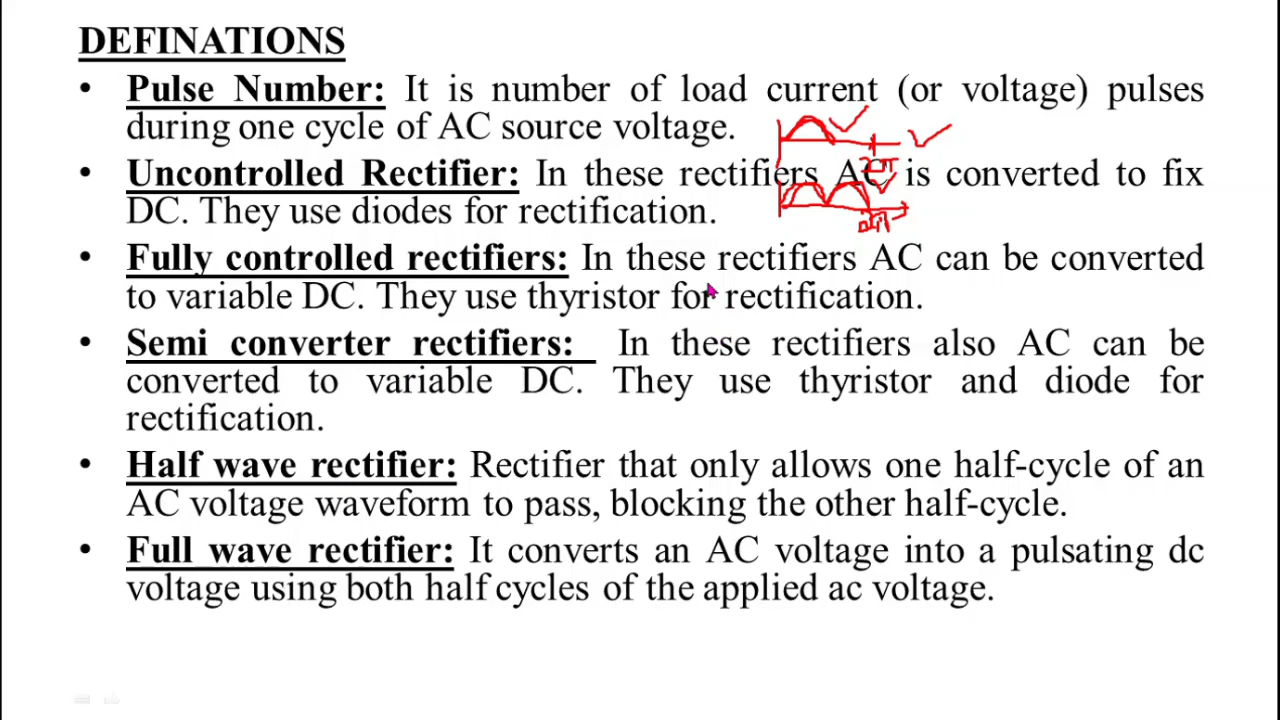 DEFINATIONS
• Pulse Number: It is number of load current (or voltage) pulses
during one cycle of AC source voltage.
2π
• Uncontrolled Rectifier: In these rectifiers AC is converted to fix
DC. They use diodes for rectification.
2π
• Fully controlled rectifiers: In these rectifiers AC can be converted
to variable DC. They use thyristor for rectification.
• Semi converter rectifiers: In these rectifiers also AC can be
converted to variable DC. They use thyristor and diode for
rectification.
• Half wave rectifier: Rectifier that only allows one half-cycle of an
AC voltage waveform to pass, blocking the other half-cycle.
• Full wave rectifier: It converts an AC voltage into a pulsating dc
voltage using both half cycles of the applied ac voltage.